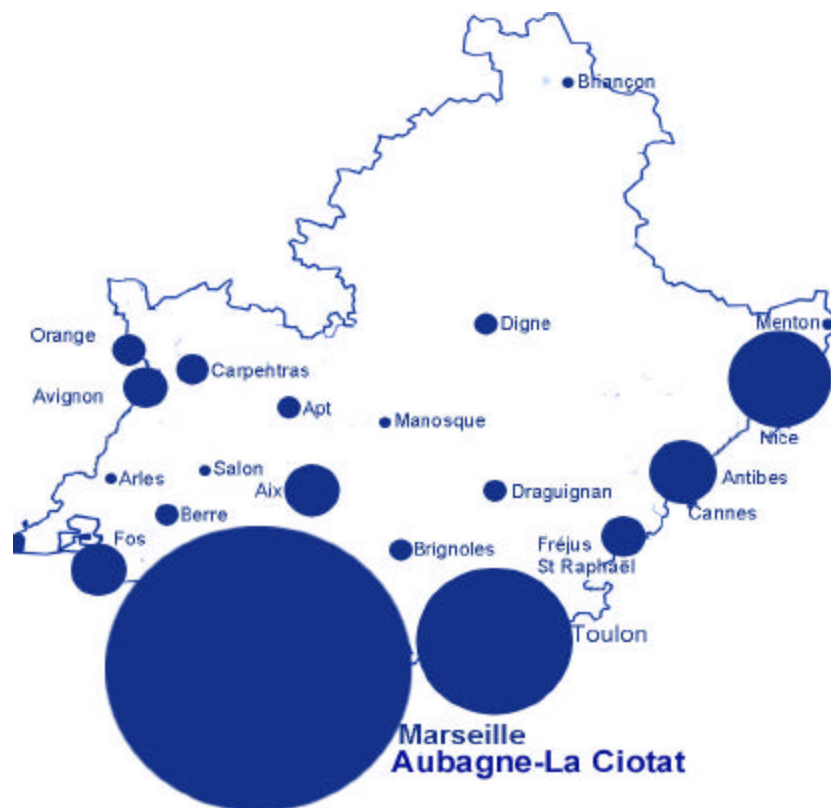 Briançon
Menton
Digne
Orange
Carpehtras
Avignon
Apt
Manosque
Nice
Salon
Arles
Aix
Antibes
Draguignan
Cannes
Berre
Fos
Brignoles
Fréjus
St Raphaël
Toulon
Marseille
Aubagne-La Ciotat